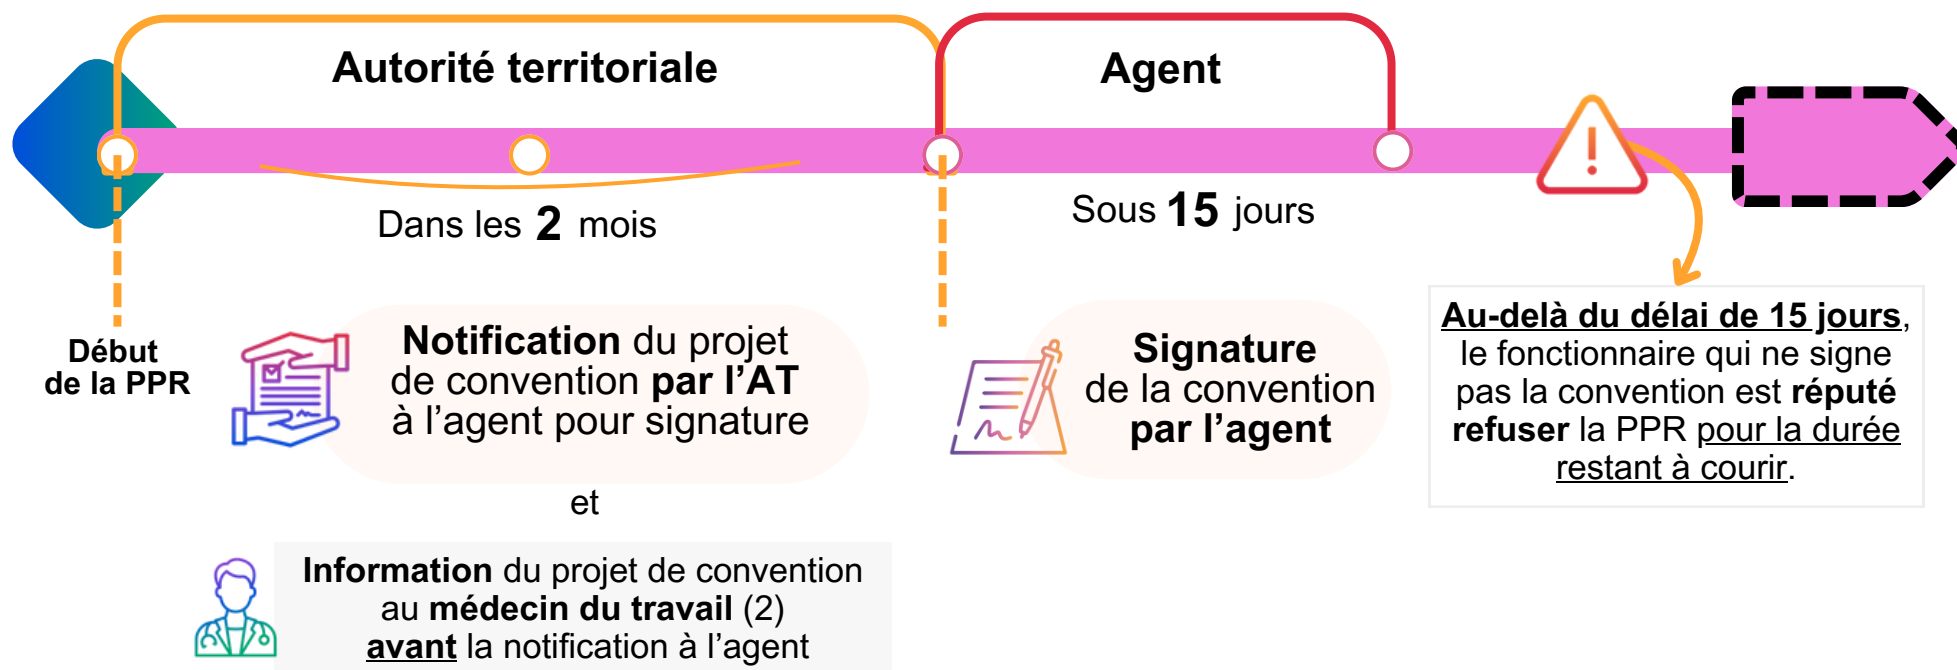 Autorité territoriale
Agent
Dans les 2 mois
Sous 15 jours
Début
de la PPR
Notification du projet
de convention par l'AT
à l'agent pour signature
et
Information du projet de convention
au médecin du travail (2)
avant la notification à l'agent
Signature
de la convention
par l'agent
Au-delà du délai de 15 jours,
le fonctionnaire qui ne signe
pas la convention est réputé
refuser la PPR pour la durée
restant à courir.